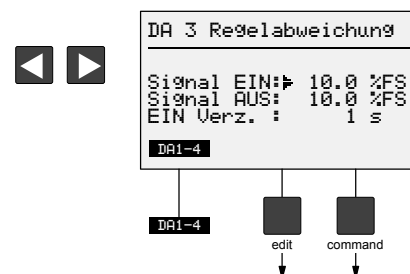 DA 3 Regelabweichung
Signal EIN: 10.0 %FS
Signal AUS: 10.0 %FS
EIN Verz. : 1 s
DA1-4
DA1-4
edit command